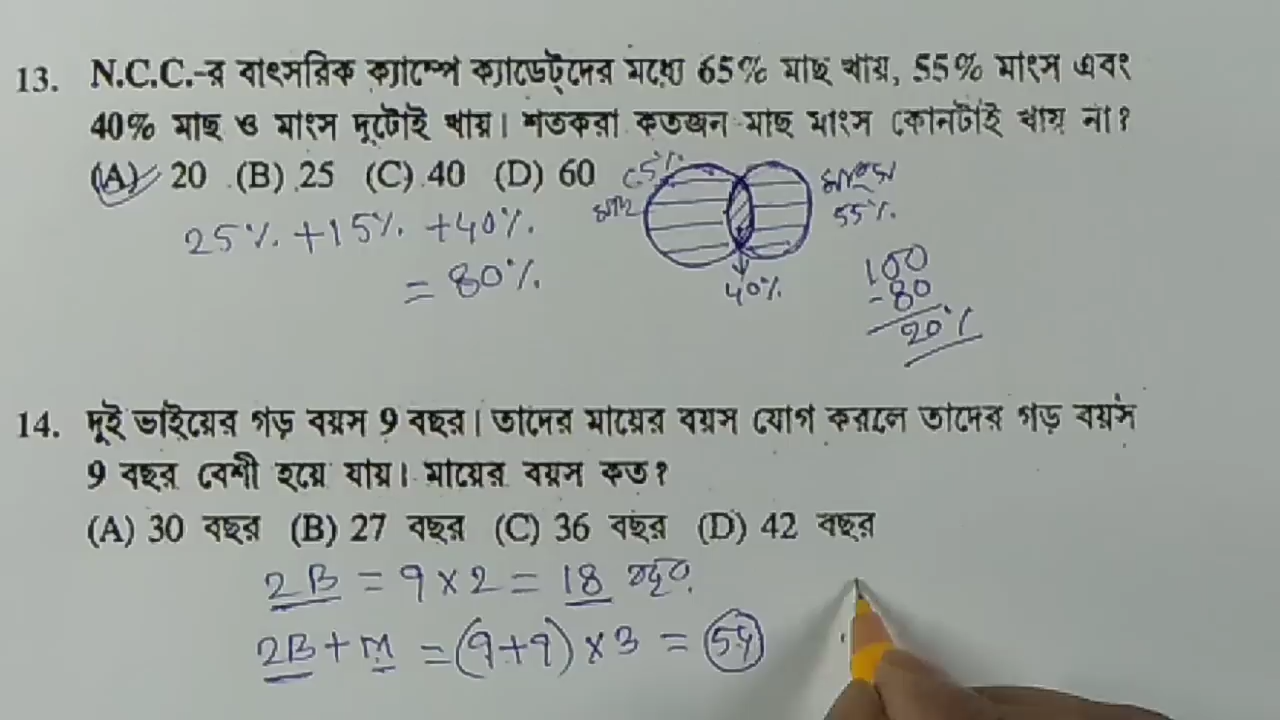 13. N.C.C.-র বাৎসরিক ক্যাম্পে ক্যাডেট্দের মধ্যে 65% মাছ খায়, 55% মাংস এবং
40% মাছ ও মাংস দুটোই খায়। শতকরা কতজন মাছ মাংস কোনটাই খায় না?
(A) 20 (B) 25 (C) 40 (D) 60
65%
মাছ
মাংস
55%
25% + 15% + 40%
= 80%
40%
100
-80
20%
14. দুই ভাইয়ের গড় বয়স 9 বছর। তাদের মায়ের বয়স যোগ করলে তাদের গড় বয়স
9 বছর বেশী হয়ে যায়। মায়ের বয়স কত?
(A) 30 বছর (B) 27 বছর (C) 36 বছর (D) 42 বছর
2B = 9 × 2 = 18 বছর
2B + M = (9+9) × 3 = 54